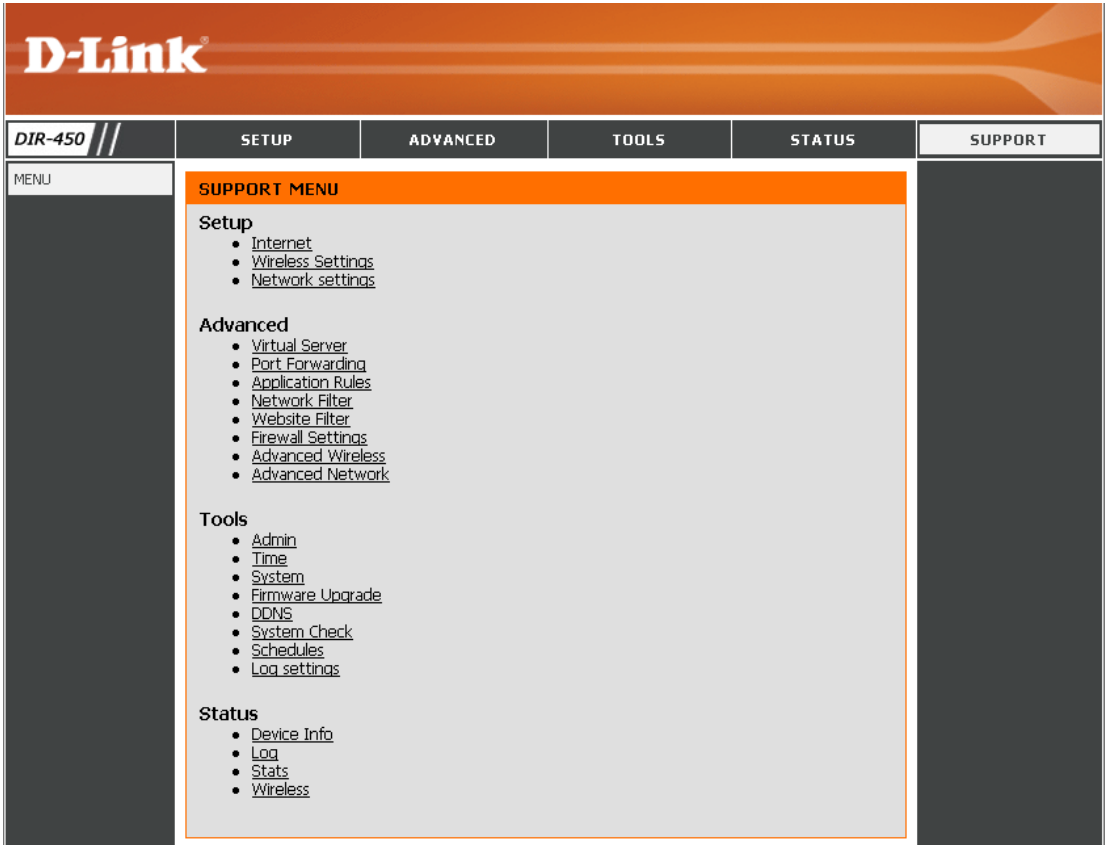 D-Link®
DIR-450 SETUP ADVANCED TOOLS STATUS SUPPORT
MENU
SUPPORT MENU
Setup
• Internet
• Wireless Settings
• Network settings
Advanced
• Virtual Server
• Port Forwarding
• Application Rules
• Network Filter
• Website Filter
• Firewall Settings
• Advanced Wireless
• Advanced Network
Tools
• Admin
• Time
• System
• Firmware Upgrade
• DDNS
• System Check
• Schedules
• Log settings
Status
• Device Info
• Log
• Stats
• Wireless